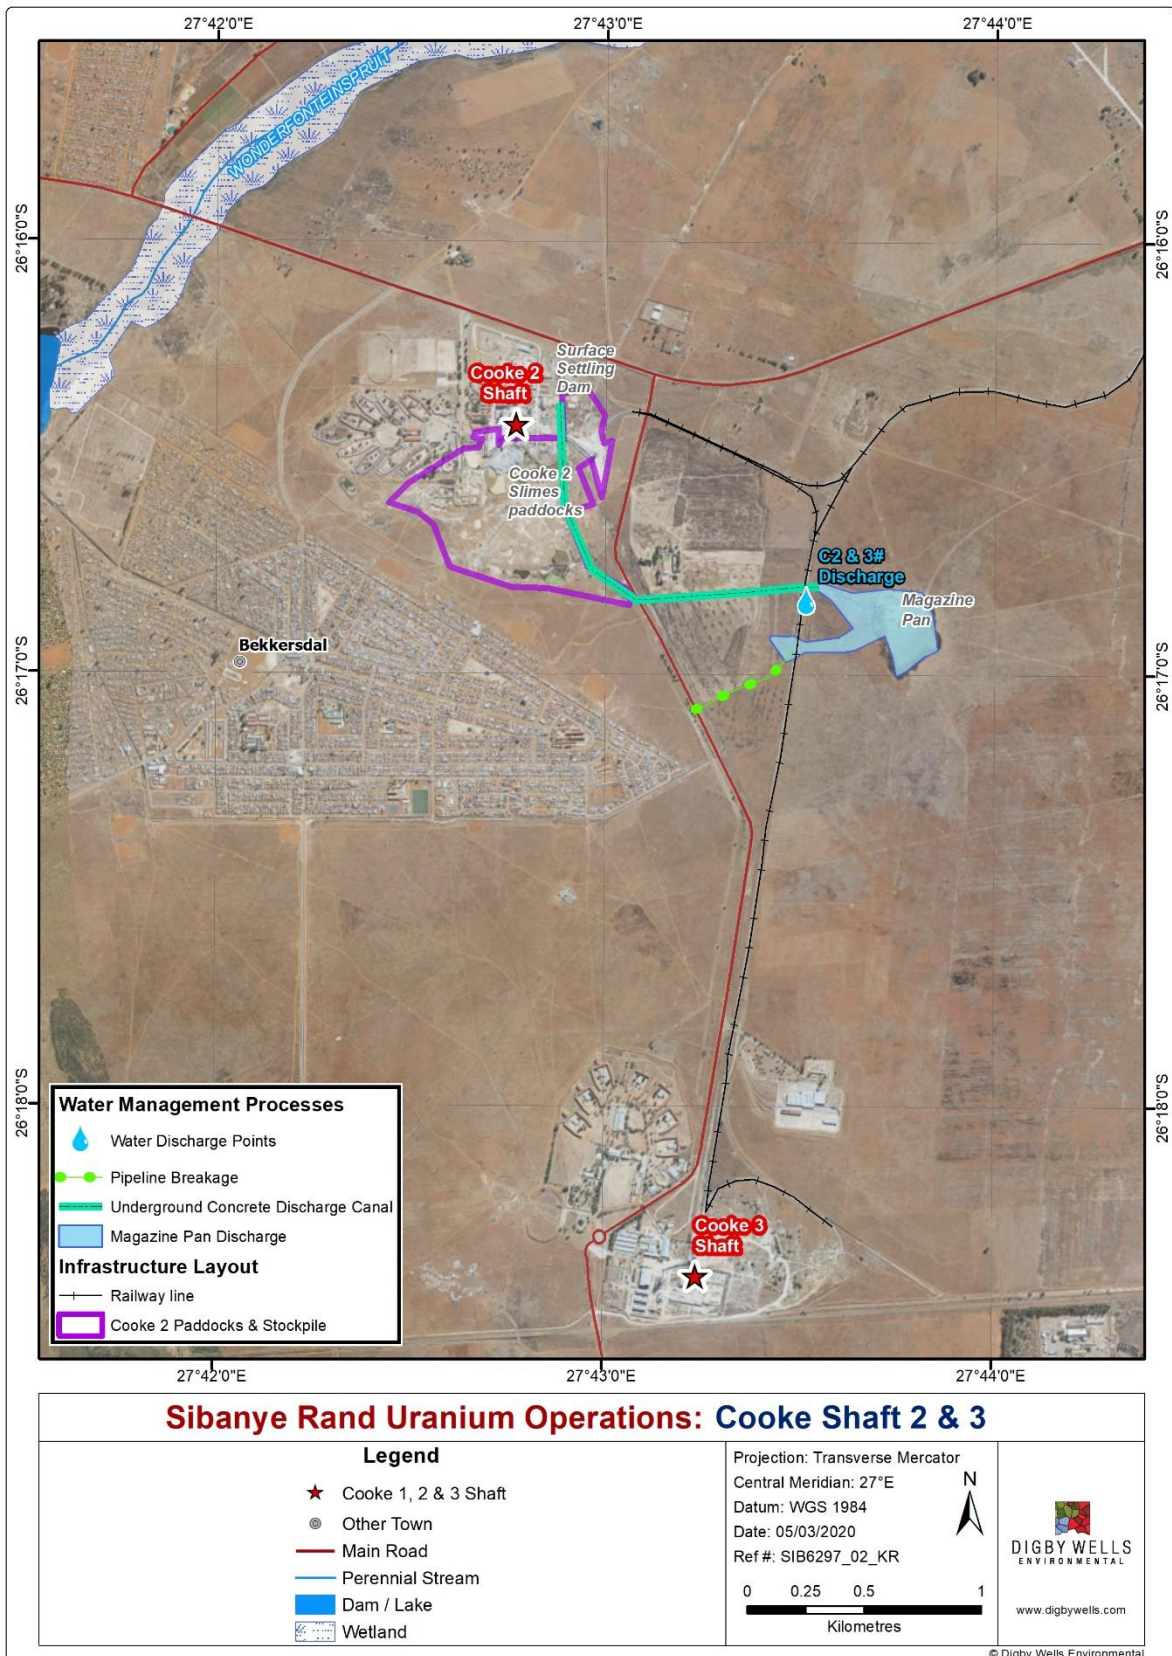 27°42'0"E
27°43'0"E
27°44'0"E
WONDERFONTEINSPRUIT
26°16'0"S
26°16'0"S
Surface
Settling
Dam
Cooke 2
Shaft
Cooke 2
Slimes
paddocks
C2 & 3#
Discharge
Magazine
Pan
Bekkersdal
26°17'0"S
26°17'0"S
26°18'0"S
26°18'0"S
Water Management Processes
Water Discharge Points
Pipeline Breakage
Underground Concrete Discharge Canal
Magazine Pan Discharge
Infrastructure Layout
Railway line
Cooke 2 Paddocks & Stockpile
Cooke 3
Shaft
27°42'0"E
27°43'0"E
27°44'0"E
Sibanye Rand Uranium Operations: Cooke Shaft 2 & 3
Legend
Cooke 1, 2 & 3 Shaft
Other Town
Main Road
Perennial Stream
Dam / Lake
Wetland
Projection: Transverse Mercator
Central Meridian: 27°E
Datum: WGS 1984
Date: 05/03/2020
Ref #: SIB6297_02_KR
N
0 0.25 0.5 1
Kilometres
DIGBY WELLS
ENVIRONMENTAL
www.digbywells.com
© Digby Wells Environmental